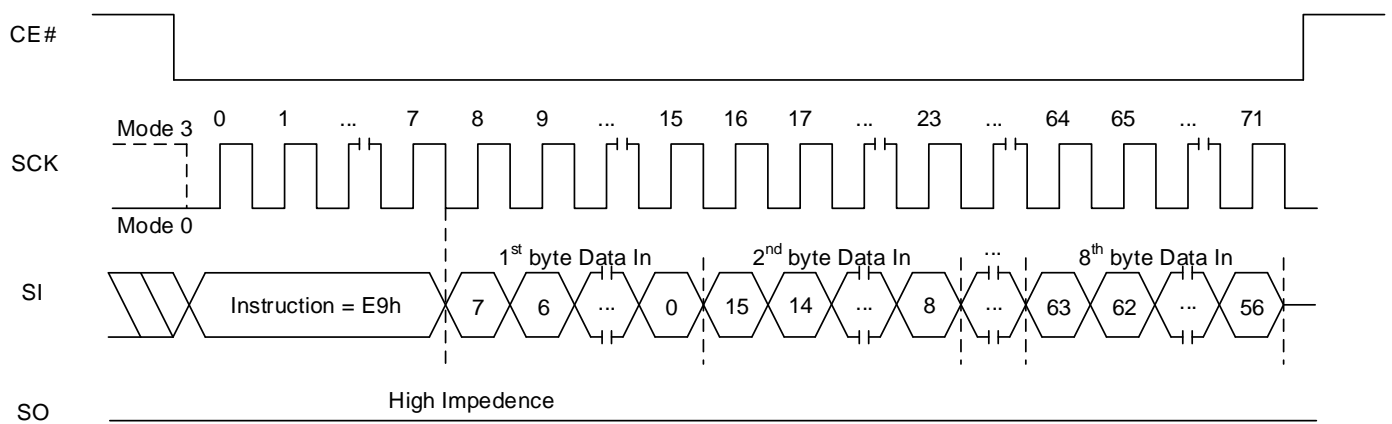 CE#
0 1 ... 7 8 9 ... 15 16 17 ... 23 ... 64 65 ... 71
Mode 3
SCK
Mode 0
1st byte Data In 2nd byte Data In ... 8th byte Data In
SI Instruction = E9h 7 6 ... 0 15 14 ... 8 ... 63 62 ... 56
High Impedence
SO